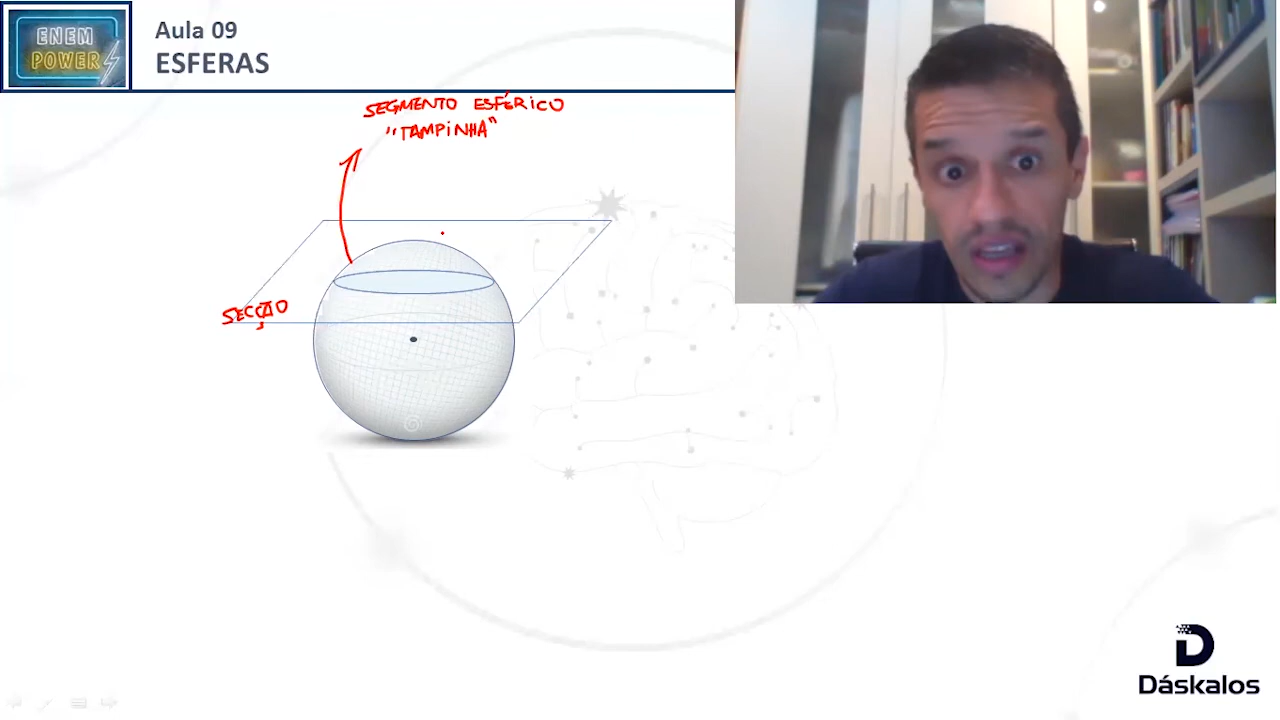 ENEM
POWER
Aula 09
ESFERAS
SEGMENTO ESFÉRICO
"TAMPINHA"
SECÇÃO
Dáskalos